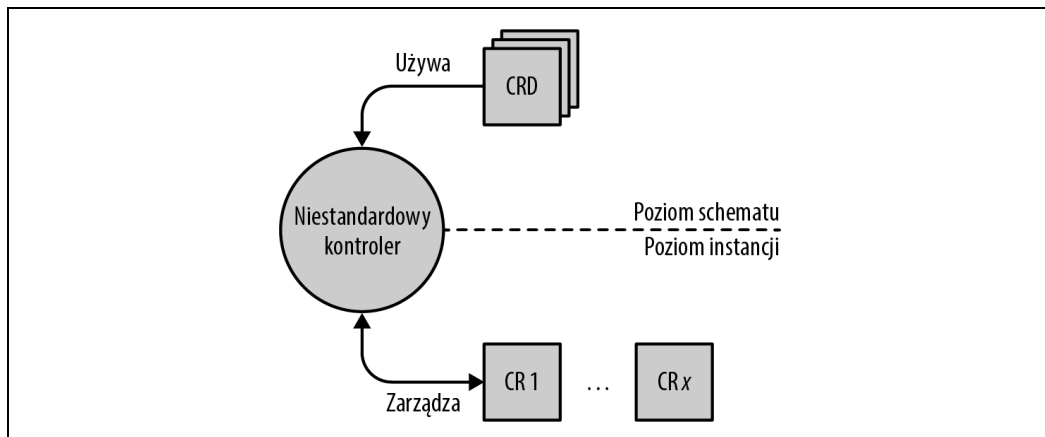 Używa
CRD
Niestandardowy
kontroler
Poziom schematu
Poziom instancji
Zarządza
CR 1
...
CR x